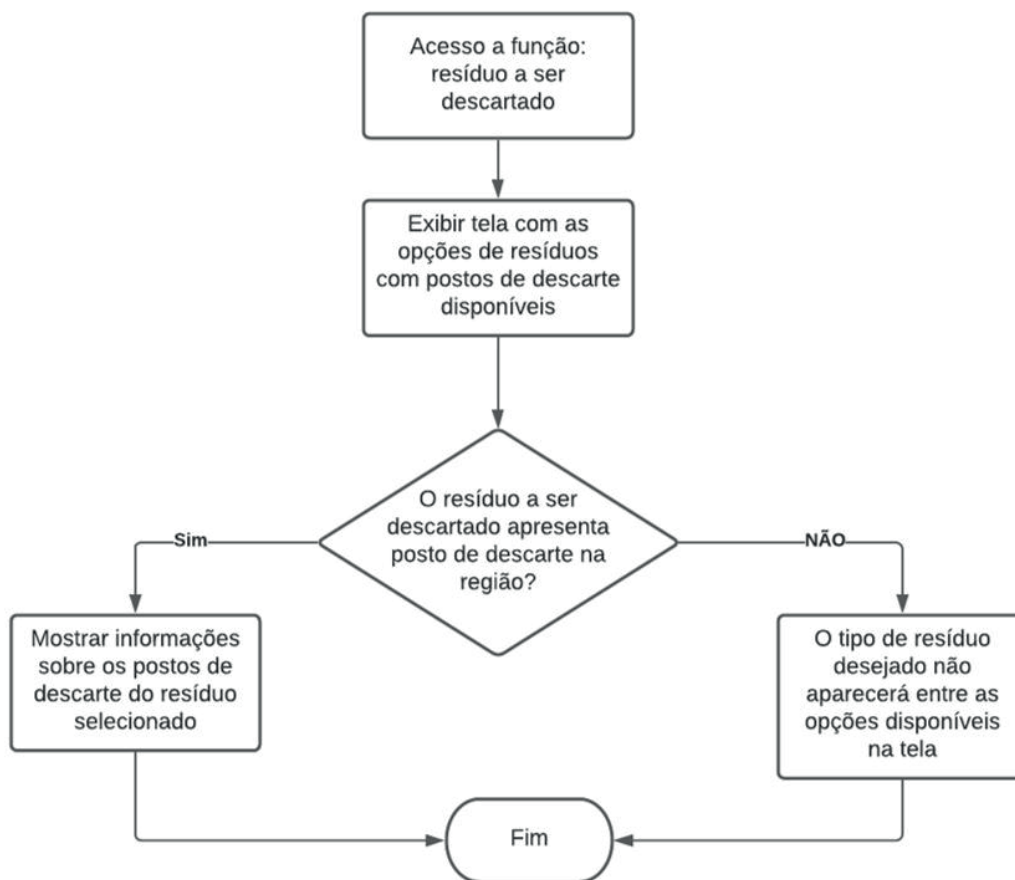 Acesso a função:
resíduo a ser
descartado
Exibir tela com as
opções de resíduos
com postos de descarte
disponíveis
O resíduo a ser
descartado apresenta
posto de descarte na
região?
Sim
NÃO
Mostrar informações
sobre os postos de
descarte do resíduo
selecionado
O tipo de resíduo
desejado não
aparecerá entre as
opções disponíveis
na tela
Fim